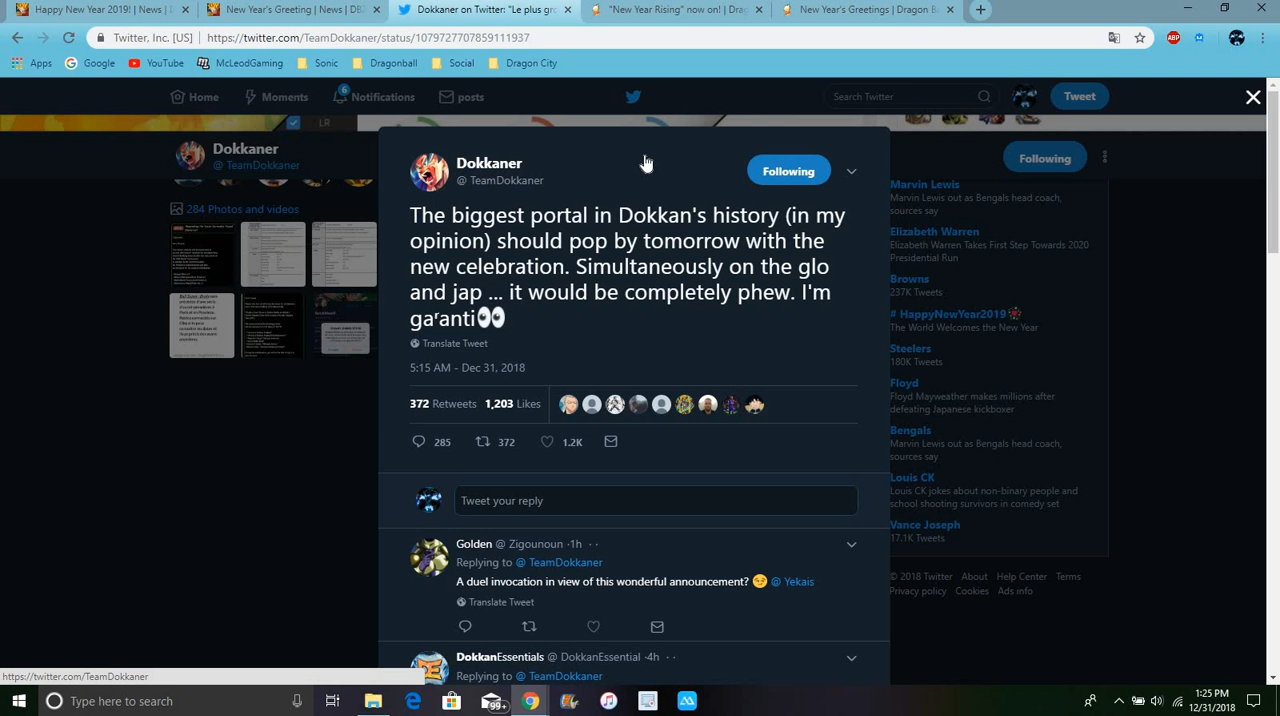 New Year 2019! | News | D
New Year's Greeting | News | DB
Dokkaner on Twitter: "Le plus gr
"New Year Rising" now on! | Drag
New Year's Greetings | Dragon B
Twitter, Inc. [US] | https://twitter.com/TeamDokkaner/status/1079727707859111937
ABP
Apps Google YouTube McLeodGaming Sonic Dragonball Social Dragon City
Home Moments 6 Notifications posts Search Twitter Tweet
LR
Dokkaner
@ TeamDokkaner
Following
284 Photos and videos
Dokkaner
@ TeamDokkaner
Following
The biggest portal in Dokkan's history (in my
opinion) should pop by tomorrow with the
new celebration. Simultaneously on the glo
and jap ... it would be completely phew. I'm
ga'ranti👀
Translate Tweet
5:15 AM - Dec 31, 2018
372 Retweets 1,203 Likes
285 372 1.2K
Tweet your reply
Golden @ Zigounoun ·1h
Replying to @ TeamDokkaner
A duel invocation in view of this wonderful announcement? 😏 @ Yekais
Translate Tweet
DokkanEssentials @ DokkanEssential ·4h
Replying to @ TeamDokkaner
Marvin Lewis
Marvin Lewis out as Bengals head coach,
sources say
Elizabeth Warren
Elizabeth Warren Takes First Step Towards 2020
Presidential Run
Browns
237K Tweets
# HappyNewYear2019
The World Welcomes the New Year
Steelers
180K Tweets
Floyd
Floyd Mayweather makes millions after
defeating Japanese kickboxer
Bengals
Marvin Lewis out as Bengals head coach,
sources say
Louis CK
Louis CK jokes about non-binary people and
school shooting survivors in comedy set
Vance Joseph
17.1K Tweets
© 2018 Twitter About Help Center Terms
Privacy policy Cookies Ads info
https://twitter.com/TeamDokkaner
Type here to search
99+
1:25 PM
12/31/2018